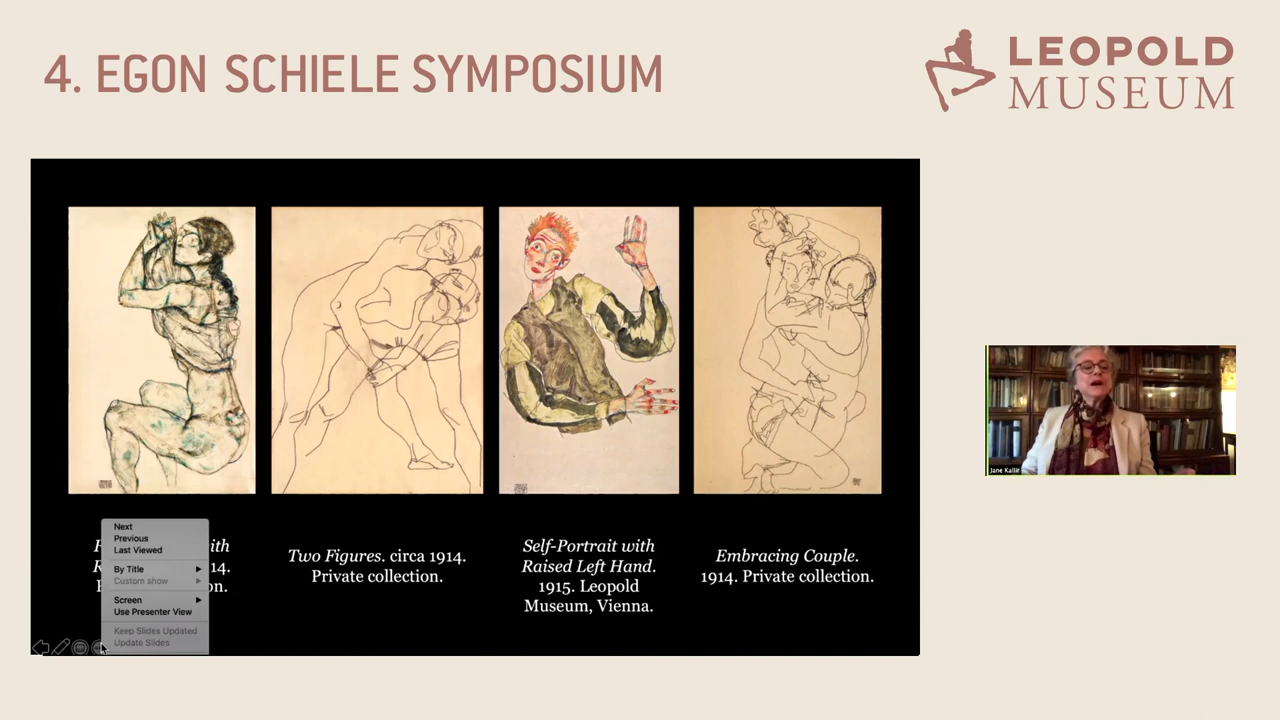 4. EGON SCHIELE SYMPOSIUM
LEOPOLD
MUSEUM
Jane Kallir
Next
Previous
Last Viewed
By Title
Custom show
Screen
Use Presenter View
Keep Slides Updated
Update Slides
ith
14.
on.
Two Figures. circa 1914.
Private collection.
Self-Portrait with
Raised Left Hand.
1915. Leopold
Museum, Vienna.
Embracing Couple.
1914. Private collection.